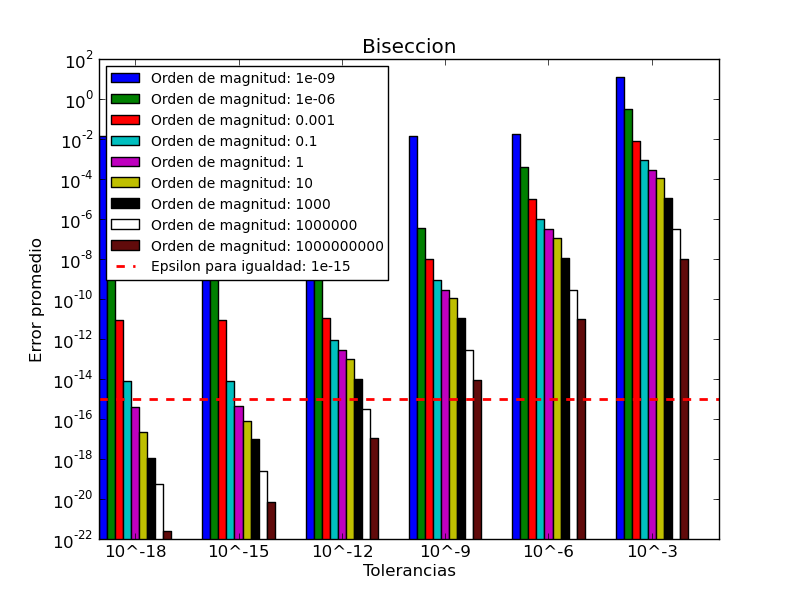 Biseccion
Error promedio
10^2
10^0
10^-2
10^-4
10^-6
10^-8
10^-10
10^-12
10^-14
10^-16
10^-18
10^-20
10^-22
Orden de magnitud: 1e-09
Orden de magnitud: 1e-06
Orden de magnitud: 0.001
Orden de magnitud: 0.1
Orden de magnitud: 1
Orden de magnitud: 10
Orden de magnitud: 1000
Orden de magnitud: 1000000
Orden de magnitud: 1000000000
Epsilon para igualdad: 1e-15
10^-18 10^-15 10^-12 10^-9 10^-6 10^-3
Tolerancias